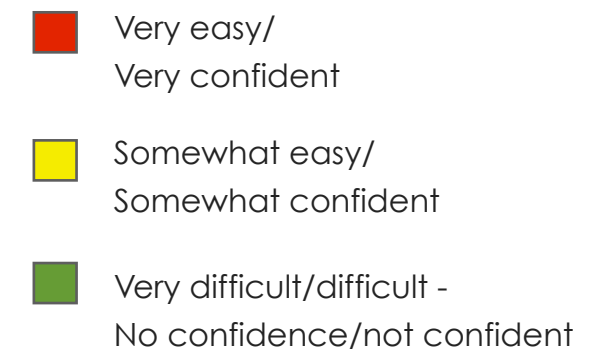 Very easy/
Very confident
Somewhat easy/
Somewhat confident
Very difficult/difficult -
No confidence/not confident